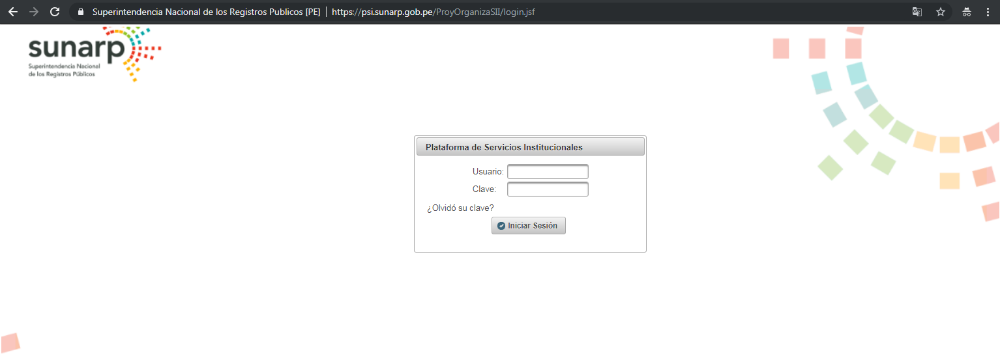 Superintendencia Nacional de los Registros Publicos [PE] | https://psi.sunarp.gob.pe/ProyOrganizaSII/login.jsf
sunarp
Superintendencia Nacional
de los Registros Públicos
Plataforma de Servicios Institucionales
Usuario:
Clave:
¿Olvidó su clave?
Iniciar Sesión